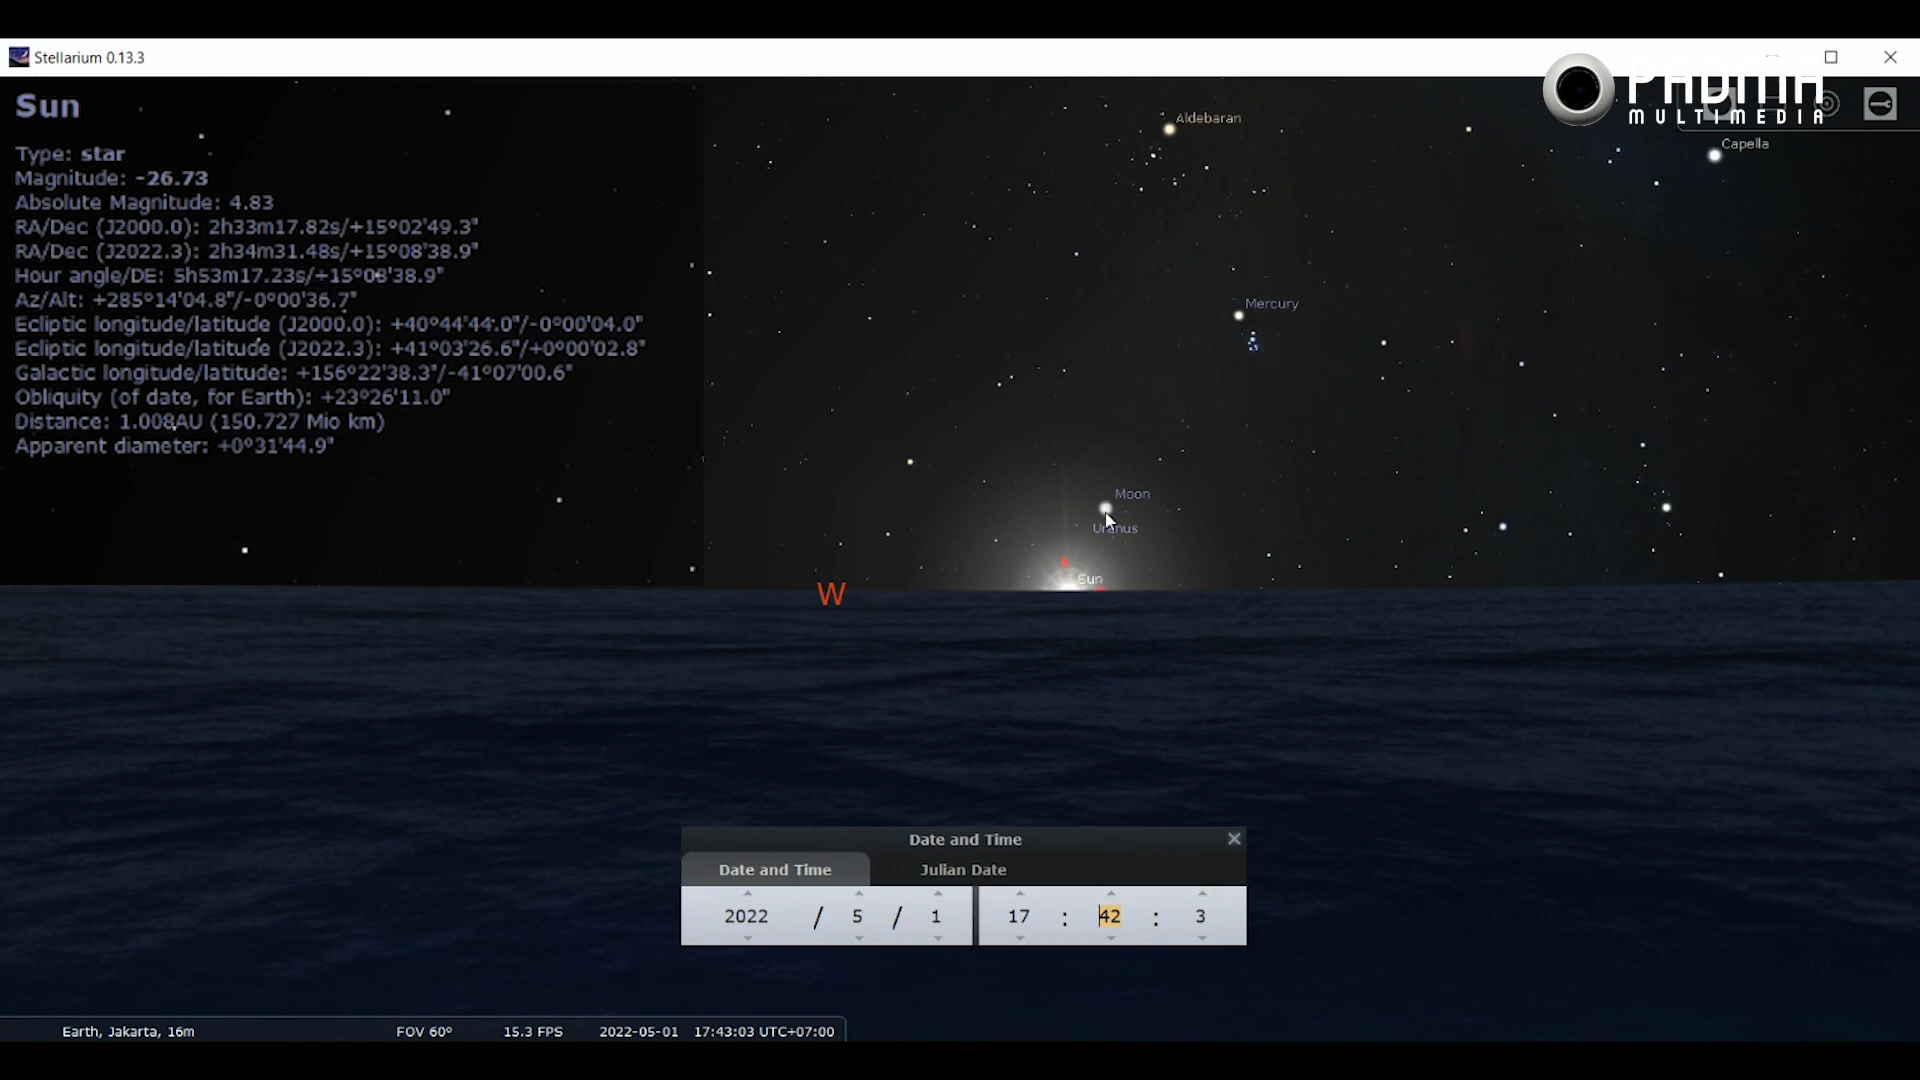 Stellarium 0.13.3
PADMA
MULTIMEDIA
Sun
Type: star
Magnitude: -26.73
Absolute Magnitude: 4.83
RA/Dec (J2000.0): 2h33m17.82s/+15°02'49.3"
RA/Dec (J2022.3): 2h34m31.48s/+15°08'38.9"
Hour angle/DE: 5h53m17.23s/+15°08'38.9"
Az/Alt: +285°14'04.8"/-0°00'36.7"
Ecliptic longitude/latitude (J2000.0): +40°44'44.0"/-0°00'04.0"
Ecliptic longitude/latitude (J2022.3): +41°03'26.6"/+0°00'02.8"
Galactic longitude/latitude: +156°22'38.3"/-41°07'00.6"
Obliquity (of date, for Earth): +23°26'11.0"
Distance: 1.008AU (150.727 Mio km)
Apparent diameter: +0°31'44.9"
Aldebaran
Capella
Mercury
Moon
Uranus
Sun
W
Date and Time
Date and Time Julian Date
2022 / 5 / 1 17 : 42 : 3
Earth, Jakarta, 16m FOV 60° 15.3 FPS 2022-05-01 17:43:03 UTC+07:00